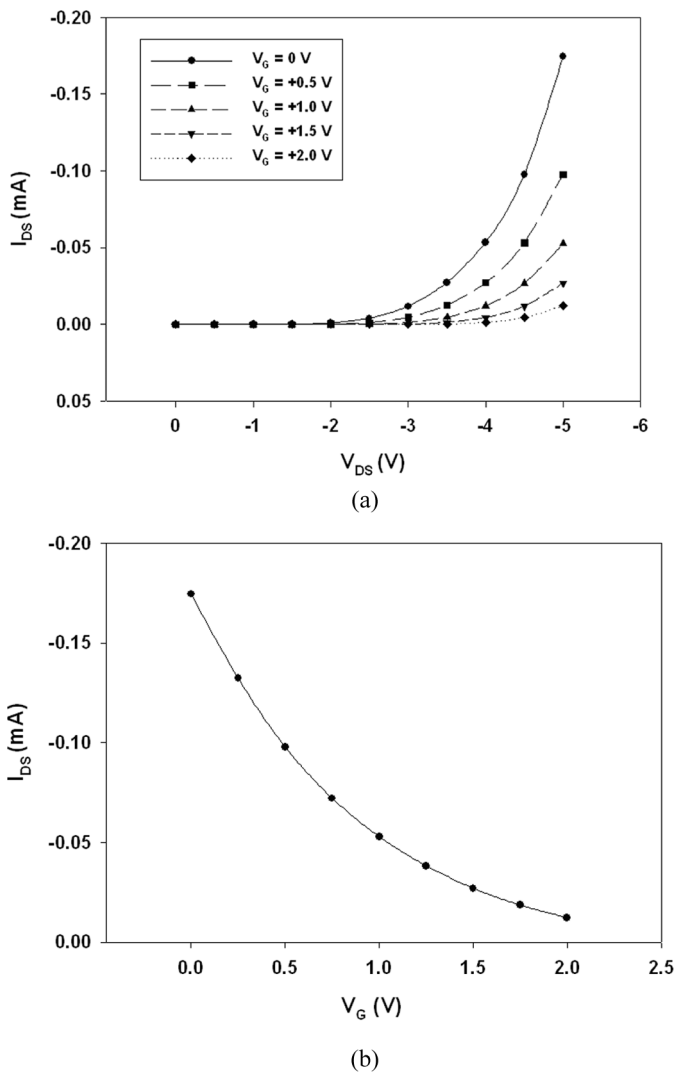 -0.20
-0.15
-0.10
-0.05
0.00
0.05
I_DS (mA)
V_G = 0 V
V_G = +0.5 V
V_G = +1.0 V
V_G = +1.5 V
V_G = +2.0 V
0 -1 -2 -3 -4 -5 -6
V_DS (V)
(a)
-0.20
-0.15
-0.10
-0.05
0.00
I_DS (mA)
0.0 0.5 1.0 1.5 2.0 2.5
V_G (V)
(b)